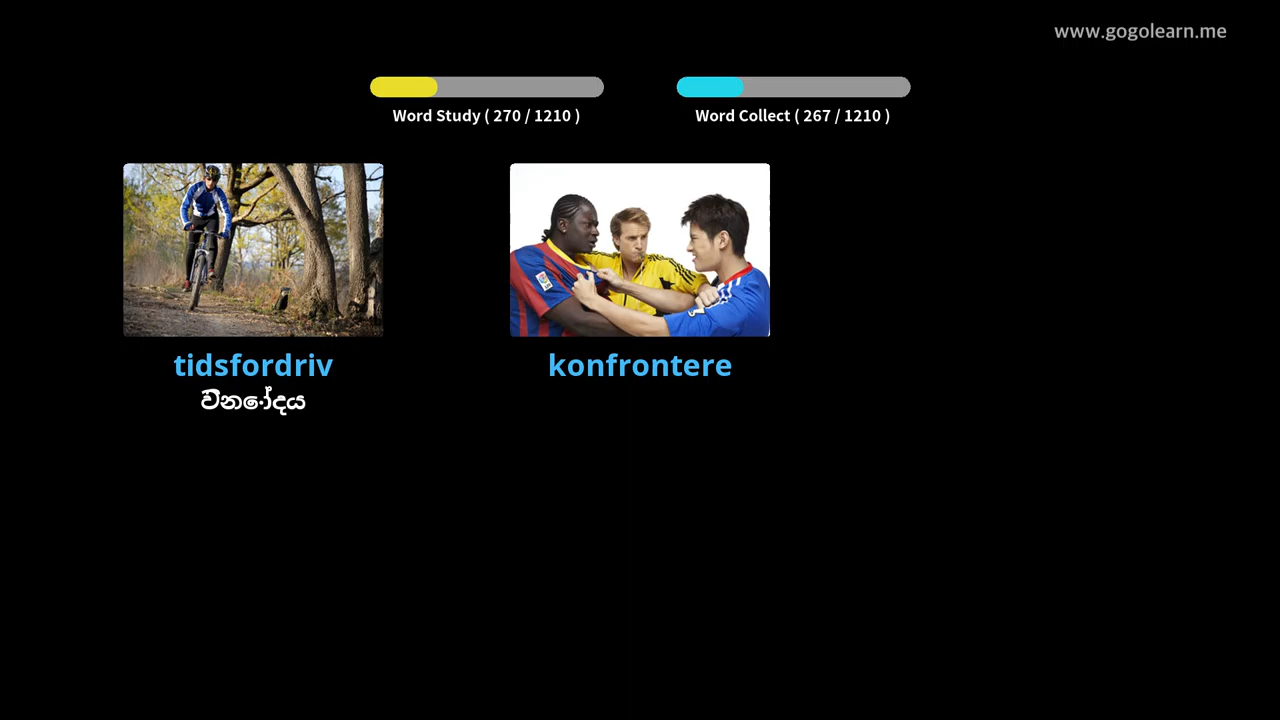 www.gogolearn.me
Word Study ( 270 / 1210 )
Word Collect ( 267 / 1210 )
tidsfordriv
විනෝදය
konfrontere